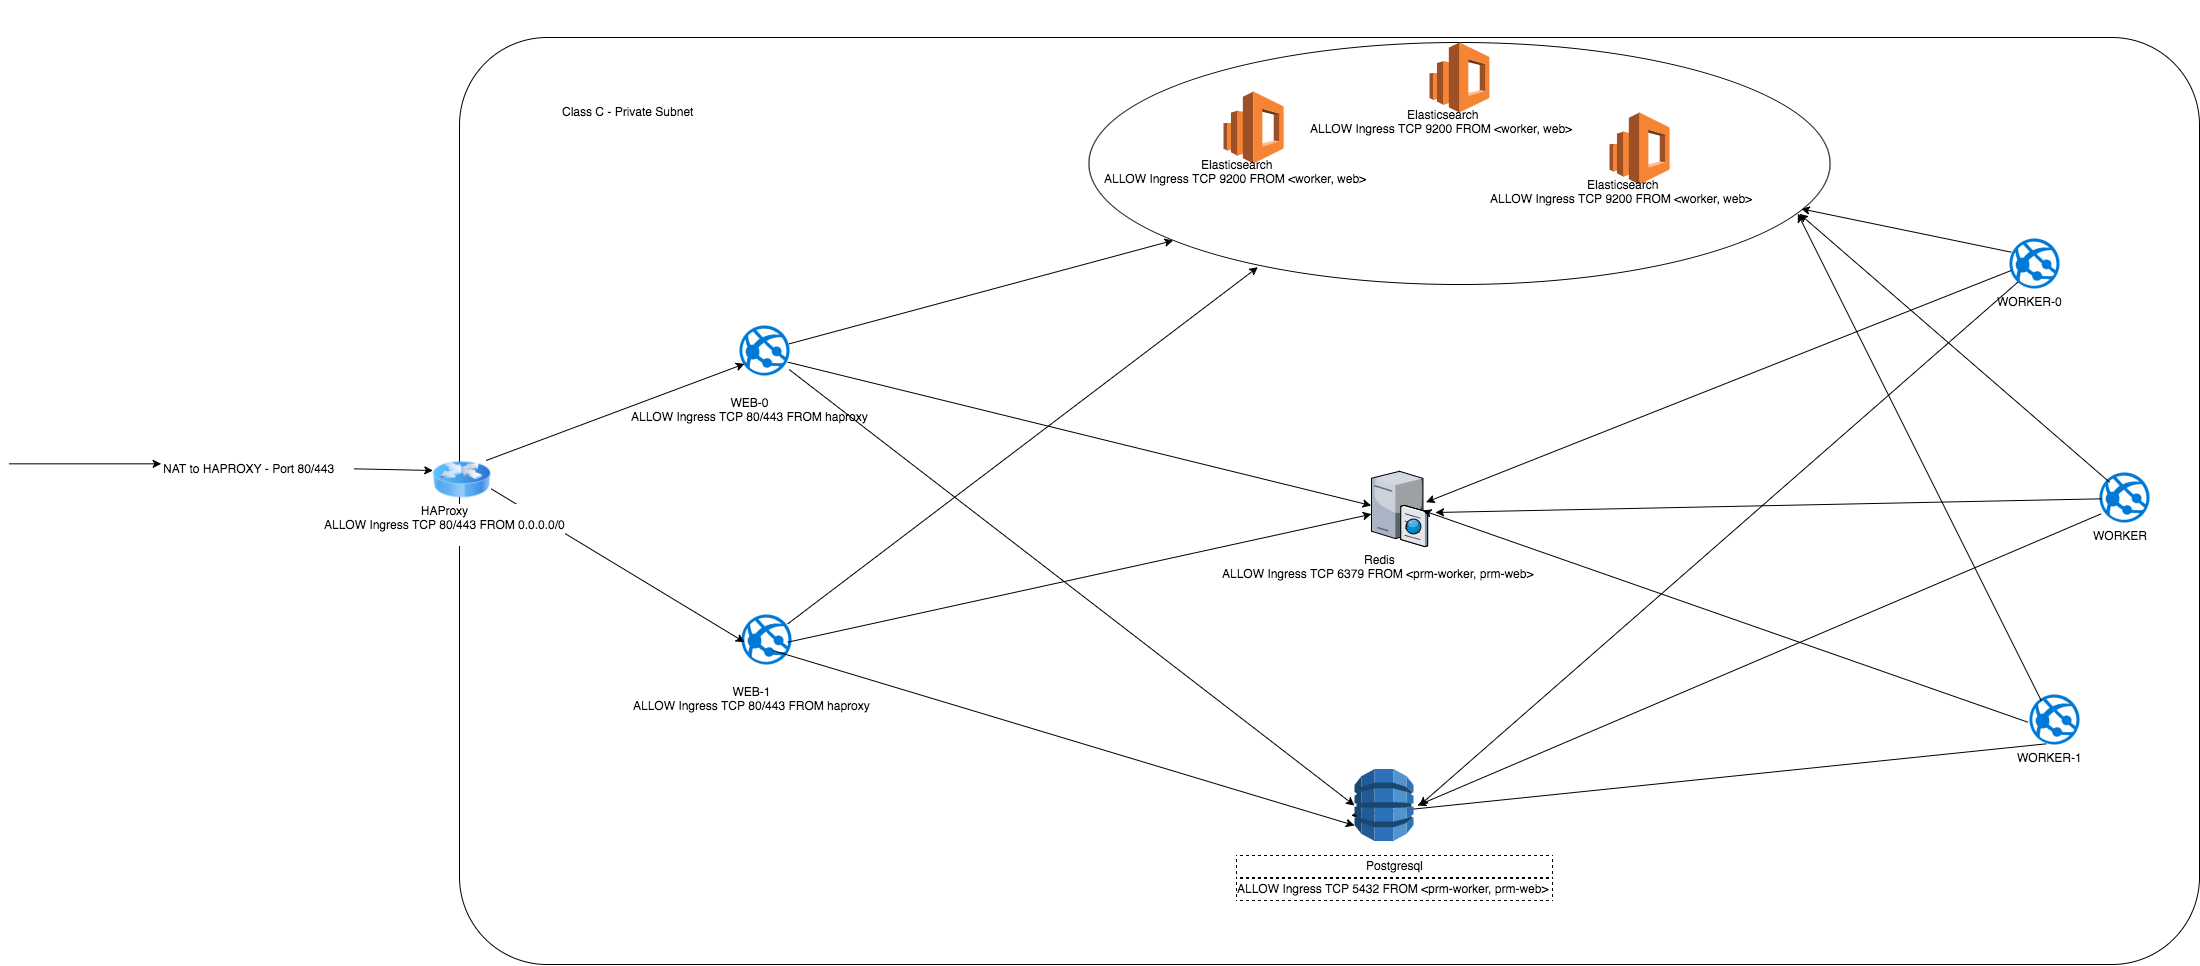 Class C - Private Subnet
Elasticsearch
ALLOW Ingress TCP 9200 FROM <worker, web>
Elasticsearch
ALLOW Ingress TCP 9200 FROM <worker, web>
Elasticsearch
ALLOW Ingress TCP 9200 FROM <worker, web>
WORKER-0
WEB-0
ALLOW Ingress TCP 80/443 FROM haproxy
NAT to HAPROXY - Port 80/443
HAProxy
ALLOW Ingress TCP 80/443 FROM 0.0.0.0/0
WORKER
Redis
ALLOW Ingress TCP 6379 FROM <prm-worker, prm-web>
WEB-1
ALLOW Ingress TCP 80/443 FROM haproxy
WORKER-1
Postgresql
ALLOW Ingress TCP 5432 FROM <prm-worker, prm-web>